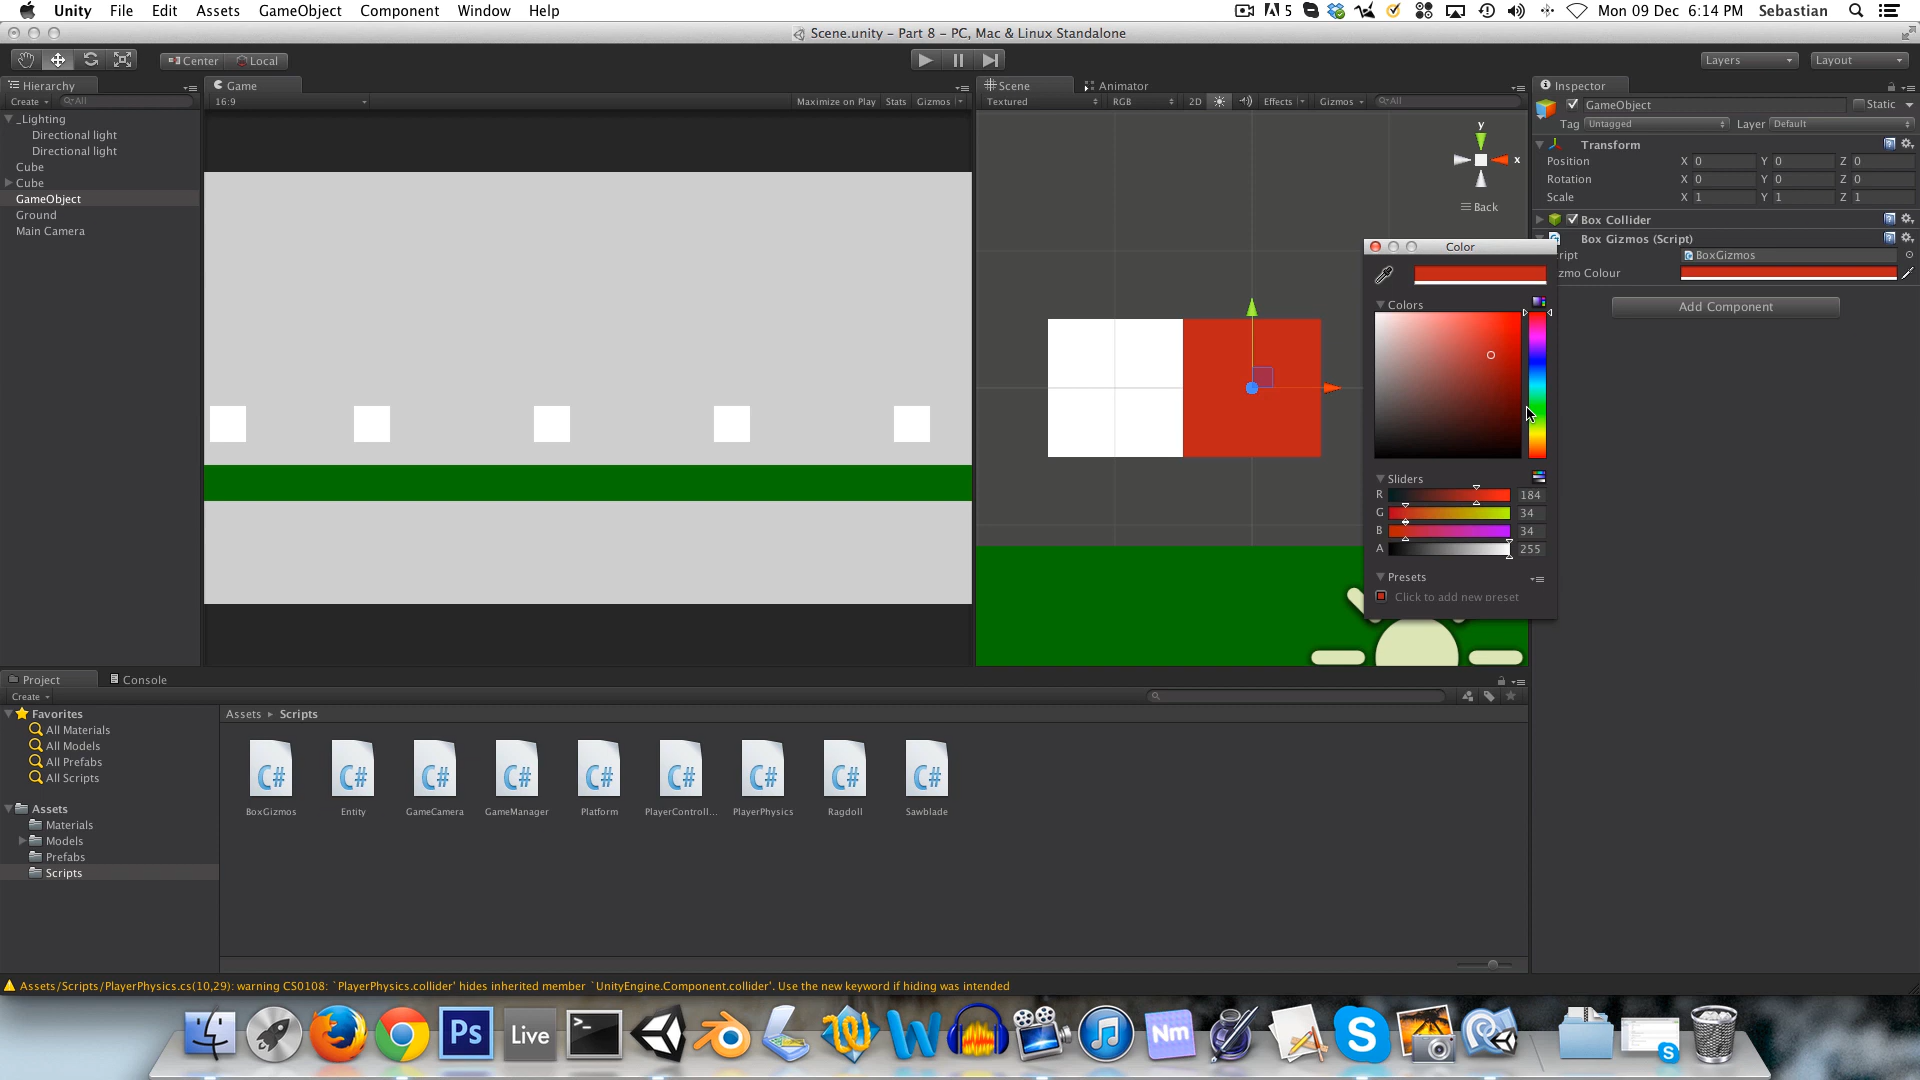 Unity File Edit Assets GameObject Component Window Help
5 Mon 09 Dec 6:14 PM Sebastian
Scene.unity – Part 8 – PC, Mac & Linux Standalone
Center Local
Layers Layout
Hierarchy
Create All
_Lighting
Directional light
Directional light
Cube
Cube
GameObject
Ground
Main Camera
Game
16:9 Maximize on Play Stats Gizmos
Scene Animator
Textured RGB 2D Effects Gizmos All
y
x
Back
Inspector
GameObject Static
Tag Untagged Layer Default
Transform
Position X 0 Y 0 Z 0
Rotation X 0 Y 0 Z 0
Scale X 1 Y 1 Z 1
Box Collider
Box Gizmos (Script)
ript BoxGizmos
zmo Colour
Add Component
Color
Colors
Sliders
R 184
G 34
B 34
A 255
Presets
Click to add new preset
Project Console
Create
Favorites
All Materials
All Models
All Prefabs
All Scripts
Assets
Materials
Models
Prefabs
Scripts
Assets ▸ Scripts
C# C# C# C# C# C# C# C# C#
BoxGizmos Entity GameCamera GameManager Platform PlayerControll... PlayerPhysics Ragdoll Sawblade
Assets/Scripts/PlayerPhysics.cs(10,29): warning CS0108: `PlayerPhysics.collider' hides inherited member `UnityEngine.Component.collider'. Use the new keyword if hiding was intended
Ps Live >_ W Nm S S